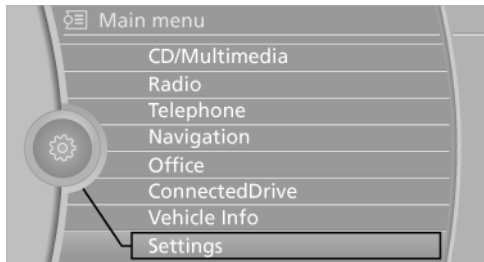 Main menu
CD/Multimedia
Radio
Telephone
Navigation
Office
ConnectedDrive
Vehicle Info
Settings